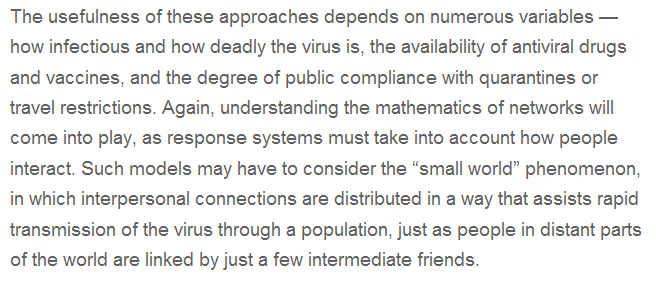 The usefulness of these approaches depends on numerous variables —
how infectious and how deadly the virus is, the availability of antiviral drugs
and vaccines, and the degree of public compliance with quarantines or
travel restrictions. Again, understanding the mathematics of networks will
come into play, as response systems must take into account how people
interact. Such models may have to consider the “small world” phenomenon,
in which interpersonal connections are distributed in a way that assists rapid
transmission of the virus through a population, just as people in distant parts
of the world are linked by just a few intermediate friends.